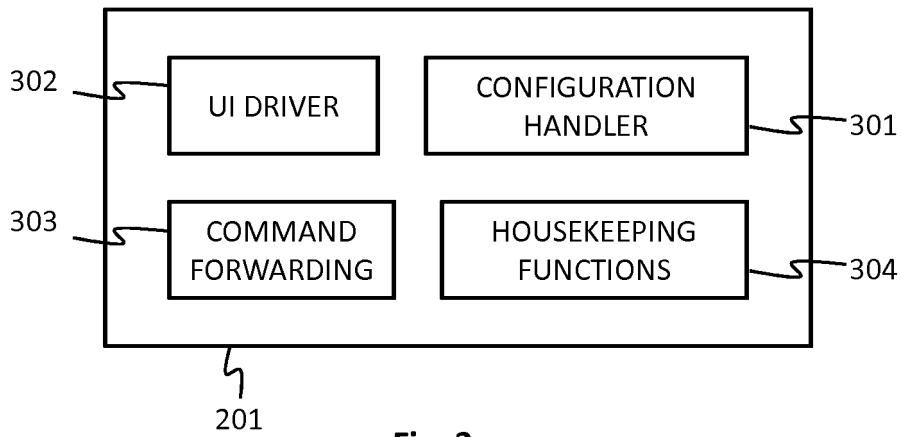 302
UI DRIVER
CONFIGURATION
HANDLER
301
303
COMMAND
FORWARDING
HOUSEKEEPING
FUNCTIONS
304
201